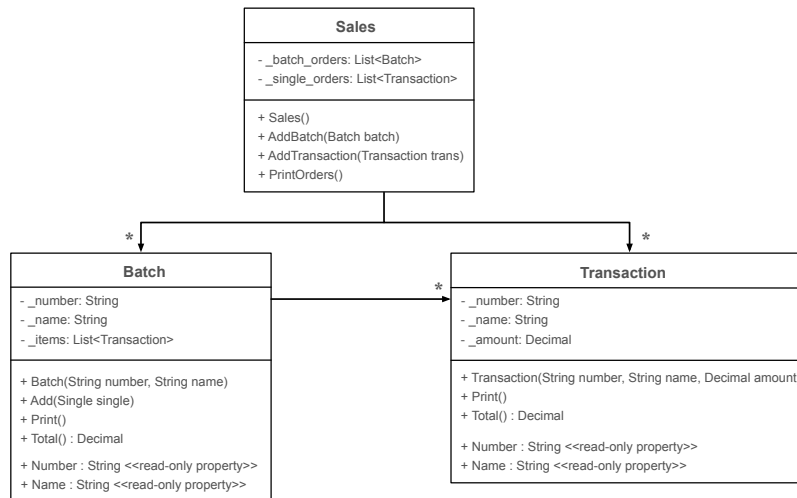 Sales
- _batch_orders: List<Batch>
- _single_orders: List<Transaction>
+ Sales()
+ AddBatch(Batch batch)
+ AddTransaction(Transaction trans)
+ PrintOrders()
*
*
Batch
- _number: String
- _name: String
- _items: List<Transaction>
+ Batch(String number, String name)
+ Add(Single single)
+ Print()
+ Total() : Decimal
+ Number : String <<read-only property>>
+ Name : String <<read-only property>>
*
Transaction
- _number: String
- _name: String
- _amount: Decimal
+ Transaction(String number, String name, Decimal amount
+ Print()
+ Total() : Decimal
+ Number : String <<read-only property>>
+ Name : String <<read-only property>>